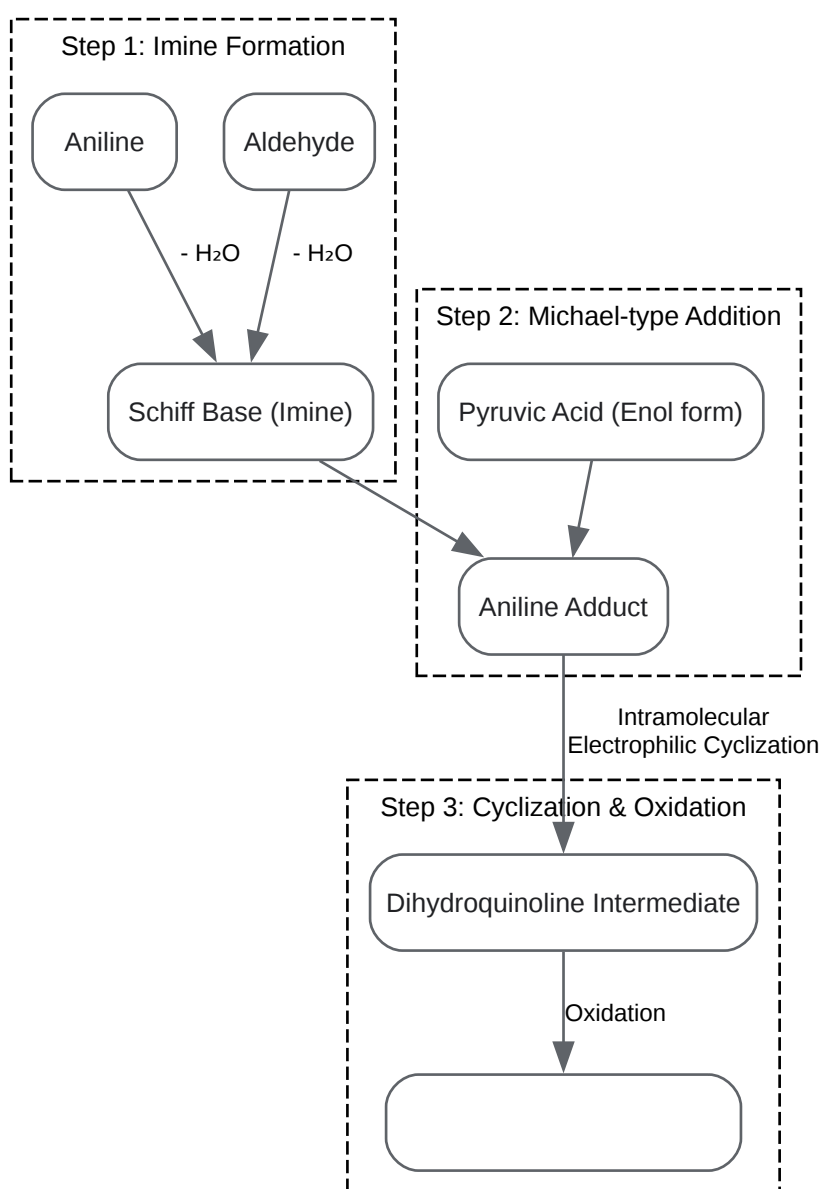 Step 1: Imine Formation
Aniline
Aldehyde
- H₂O
- H₂O
Schiff Base (Imine)
Step 2: Michael-type Addition
Pyruvic Acid (Enol form)
Aniline Adduct
Intramolecular
Electrophilic Cyclization
Step 3: Cyclization & Oxidation
Dihydroquinoline Intermediate
Oxidation